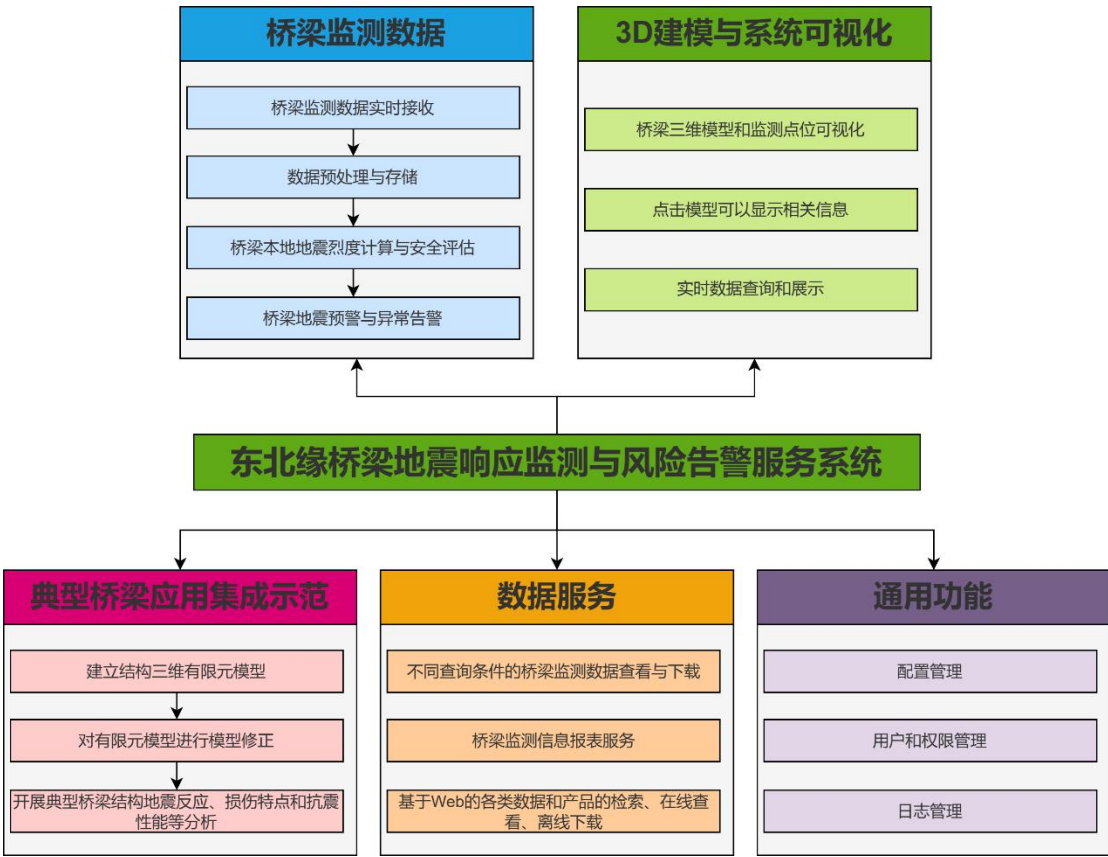 桥梁监测数据
桥梁监测数据实时接收
数据预处理与存储
桥梁本地地震烈度计算与安全评估
桥梁地震预警与异常告警
3D建模与系统可视化
桥梁三维模型和监测点位可视化
点击模型可以显示相关信息
实时数据查询和展示
东北缘桥梁地震响应监测与风险告警服务系统
典型桥梁应用集成示范
建立结构三维有限元模型
对有限元模型进行模型修正
开展典型桥梁结构地震反应、损伤特点和抗震
性能等分析
数据服务
不同查询条件的桥梁监测数据查看与下载
桥梁监测信息报表服务
基于Web的各类数据和产品的检索、在线查
看、离线下载
通用功能
配置管理
用户和权限管理
日志管理